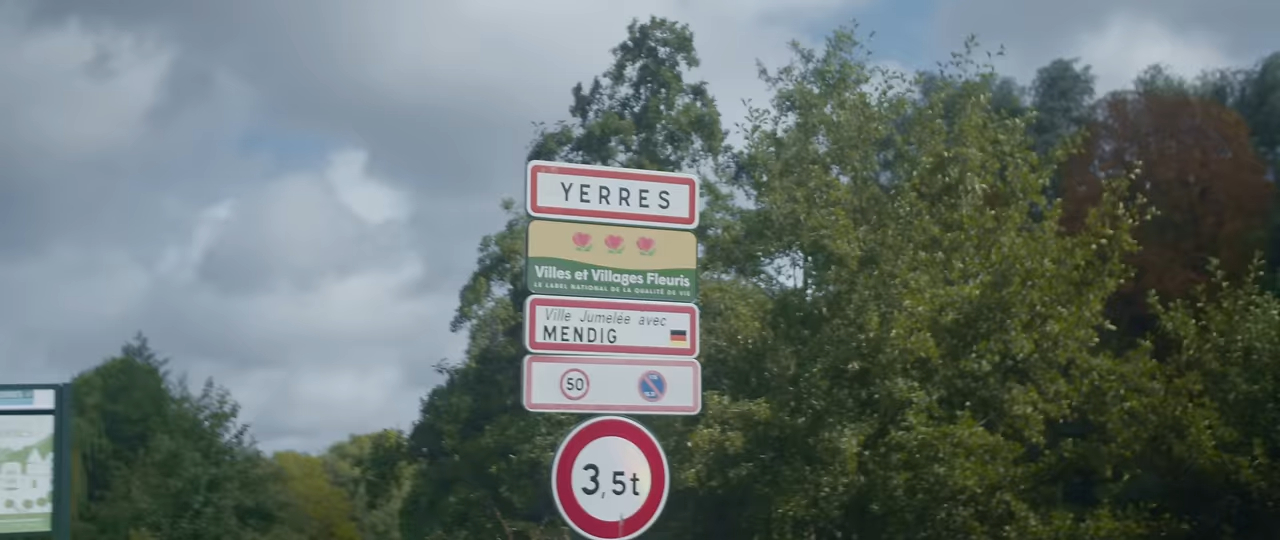 YERRES
Villes et Villages Fleuris
LE LABEL NATIONAL DE LA QUALITÉ DE VIE
Ville Jumelée avec
MENDIG
50
3,5t